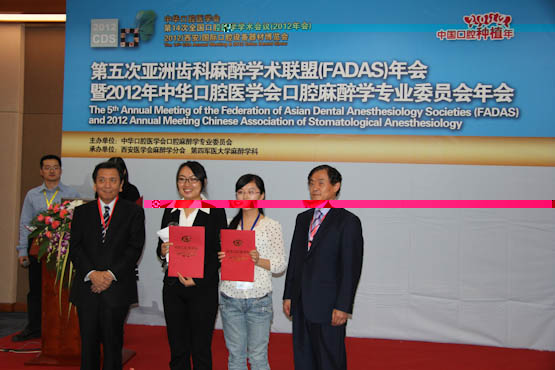 2012
CDS
中华口腔医学会
第14次全国口腔医学学术会议(2012年会)
2012(西安)国际口腔设备器材博览会
中国口腔种植年
第五次亚洲齿科麻醉学术联盟(FADAS)年会
暨2012年中华口腔医学会口腔麻醉学专业委员会年会
The 5th Annual Meeting of the Federation of Asian Dental Anesthesiology Societies (FADAS)
and 2012 Annual Meeting Chinese Association of Stomatological Anesthesiology
主办单位：中华口腔医学会口腔麻醉学专业委员会
承办单位：西安医学会麻醉学分会 第四军医大学麻醉学科